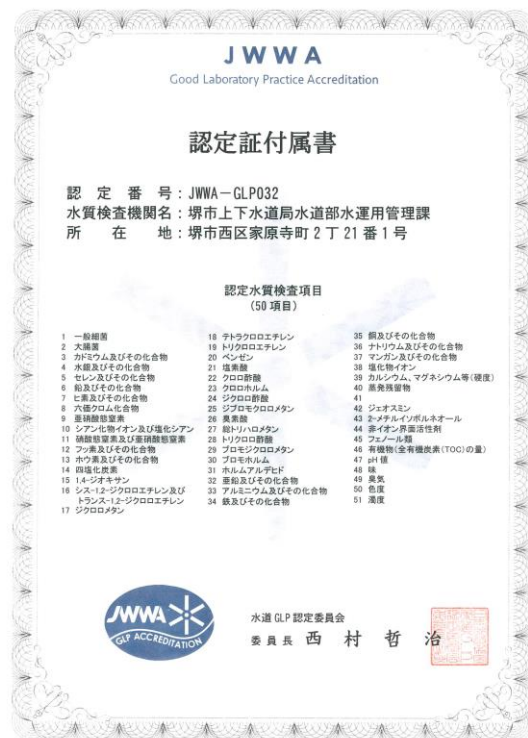 JWWA
Good Laboratory Practice Accreditation
認定証付属書
認定番号：JWWA－GLP032
水質検査機関名：堺市上下水道局水道部水運用管理課
所在地：堺市西区家原寺町2丁21番1号
認定水質検査項目
(50項目)
1 一般細菌
2 大腸菌
3 カドミウム及びその化合物
4 水銀及びその化合物
5 セレン及びその化合物
6 鉛及びその化合物
7 ヒ素及びその化合物
8 六価クロム化合物
9 亜硝酸態窒素
10 シアン化物イオン及び塩化シアン
11 硝酸態窒素及び亜硝酸態窒素
12 フッ素及びその化合物
13 ホウ素及びその化合物
14 四塩化炭素
15 1,4-ジオキサン
16 シス-1,2-ジクロロエチレン及び
トランス-1,2-ジクロロエチレン
17 ジクロロメタン
18 テトラクロロエチレン
19 トリクロロエチレン
20 ベンゼン
21 塩素酸
22 クロロ酢酸
23 クロロホルム
24 ジクロロ酢酸
25 ジブロモクロロメタン
26 臭素酸
27 総トリハロメタン
28 トリクロロ酢酸
29 ブロモジクロロメタン
30 ブロモホルム
31 ホルムアルデヒド
32 亜鉛及びその化合物
33 アルミニウム及びその化合物
34 鉄及びその化合物
35 銅及びその化合物
36 ナトリウム及びその化合物
37 マンガン及びその化合物
38 塩化物イオン
39 カルシウム、マグネシウム等(硬度)
40 蒸発残留物
41
42 ジェオスミン
43 2-メチルイソボルネオール
44 非イオン界面活性剤
45 フェノール類
46 有機物(全有機炭素(TOC)の量)
47 pH値
48 味
49 臭気
50 色度
51 濁度
JWWA
GLP ACCREDITATION
水道GLP認定委員会
委員長 西村哲治